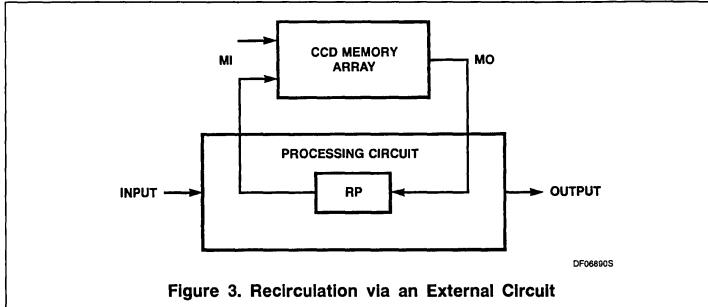 CCD MEMORY
ARRAY
MI
MO
PROCESSING CIRCUIT
INPUT
RP
OUTPUT
DF06890S
Figure 3. Recirculation via an External Circuit